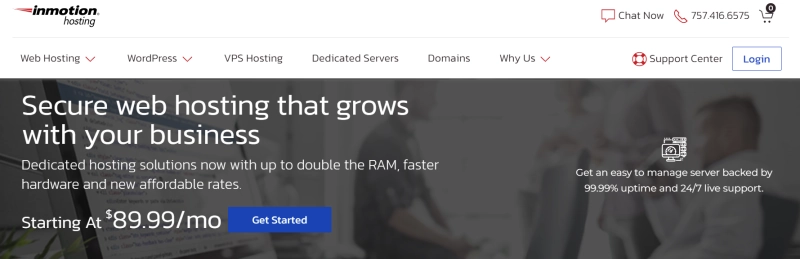 inmotion
hosting
Chat Now
757.416.6575
0
Web Hosting
WordPress
VPS Hosting
Dedicated Servers
Domains
Why Us
Support Center
Login
Secure web hosting that grows
with your business
Dedicated hosting solutions now with up to double the RAM, faster
hardware and new affordable rates.
Starting At $89.99/mo
Get Started
Get an easy to manage server backed by
99.99% uptime and 24/7 live support.